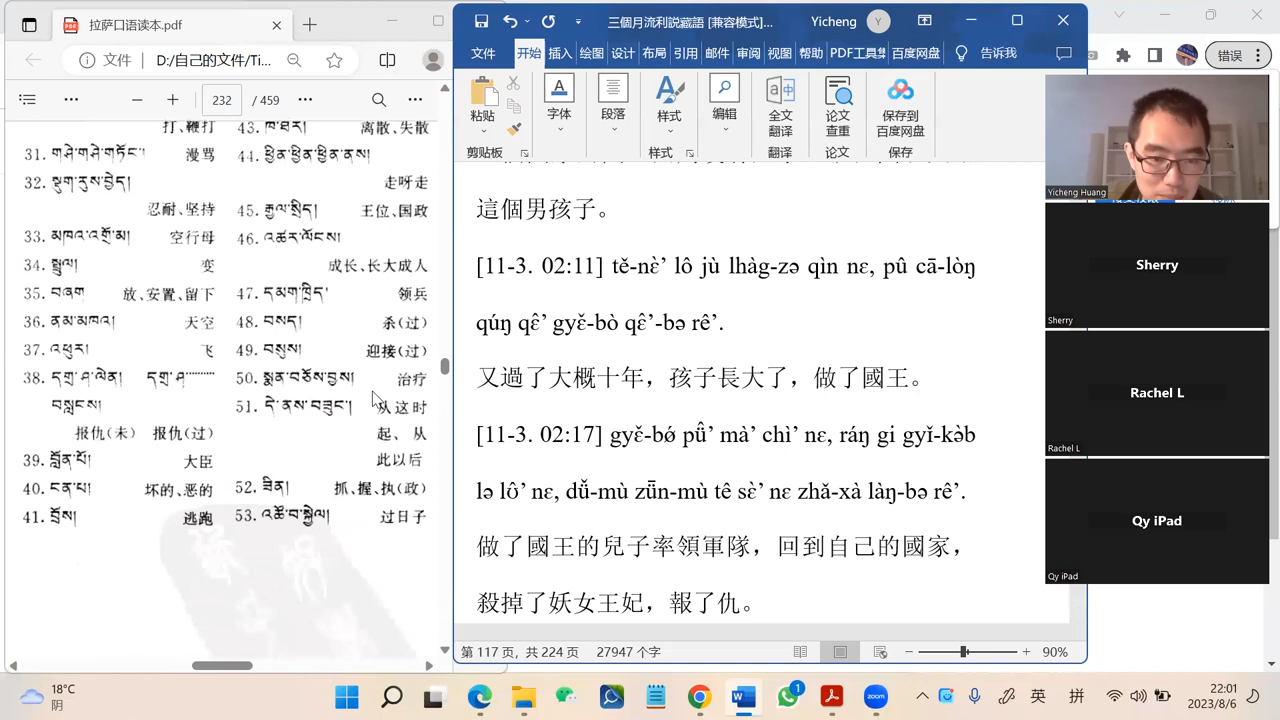 拉萨口语读本.pdf
文件
D:/自己的文件/Ti...
232
/ 459
打、鞭打
43. ཁ་ཐོར།
离散、失散
31. གཤེ་གཤེ་གཏོང་།
漫骂
44. ཕྱིན་ཕྱིན་ཕྱིན་ནས།
32. སྡུག་རུས་བྱེད།
走呀走
忍耐、坚持
45. རྒྱལ་སྲིད།
王位、国政
33. མཁའ་འགྲོ་མ།
空行母
46. འཚར་ལོངས།
34. སྤྲུལ།
变
成长、长大成人
35. བཞག
放、安置、留下
47. དམག་ཁྲིད།
领兵
36. ནམ་མཁའ།
天空
48. བསད།
杀(过)
37. འཕུར།
飞
49. བསུས།
迎接(过)
38. དགྲ་ཤ་ལེན། དགྲ་ཤ
50. སྨན་བཅོས་བྱས།
治疗
བླངས།
51. དེ་ནས་བཟུང་།
从这时
报仇(未) 报仇(过)
起、从
39. བློན་པོ།
大臣
此以后
40. ངན་པ།
坏的、恶的
52. ཟིན།
抓、握、执(政)
41. བྲོས།
逃跑
53. འཚོ་བ་སྐྱེལ།
过日子
三個月流利説藏語 [兼容模式]...
Yicheng
Y
文件 开始 插入 绘图 设计 布局 引用 邮件 审阅 视图 帮助 PDF工具集 百度网盘 告诉我
粘贴
字体
段落
样式
编辑
全文
翻译
论文
查重
保存到
百度网盘
剪贴板
样式
翻译
论文
保存
這個男孩子。
[11-3. 02:11] tě-nɛ̀’ lô jù lhàg-zə qìn nɛ, pû cā-lòŋ
qúŋ qɛ̂’ gyɛ̌-bò qɛ̂’-bə rê’.
又過了大概十年，孩子長大了，做了國王。
[11-3. 02:17] gyɛ̌-bǿ pṻ̂’ mà’ chì’ nɛ, ráŋ gi gyǐ-kə̀b
lə lô’ nɛ, dǚ-mù zǖn-mù tê sɛ̀’ nɛ zhǎ-xà làŋ-bə rê’.
做了國王的兒子率領軍隊，回到自己的國家，
殺掉了妖女王妃，報了仇。
第 117 页，共 224 页
27947 个字
90%
错误
Yicheng Huang
Sherry
Sherry
Rachel L
Rachel L
Qy iPad
Qy iPad
18°C
阴
1
zoom
英
拼
22:01
2023/8/6